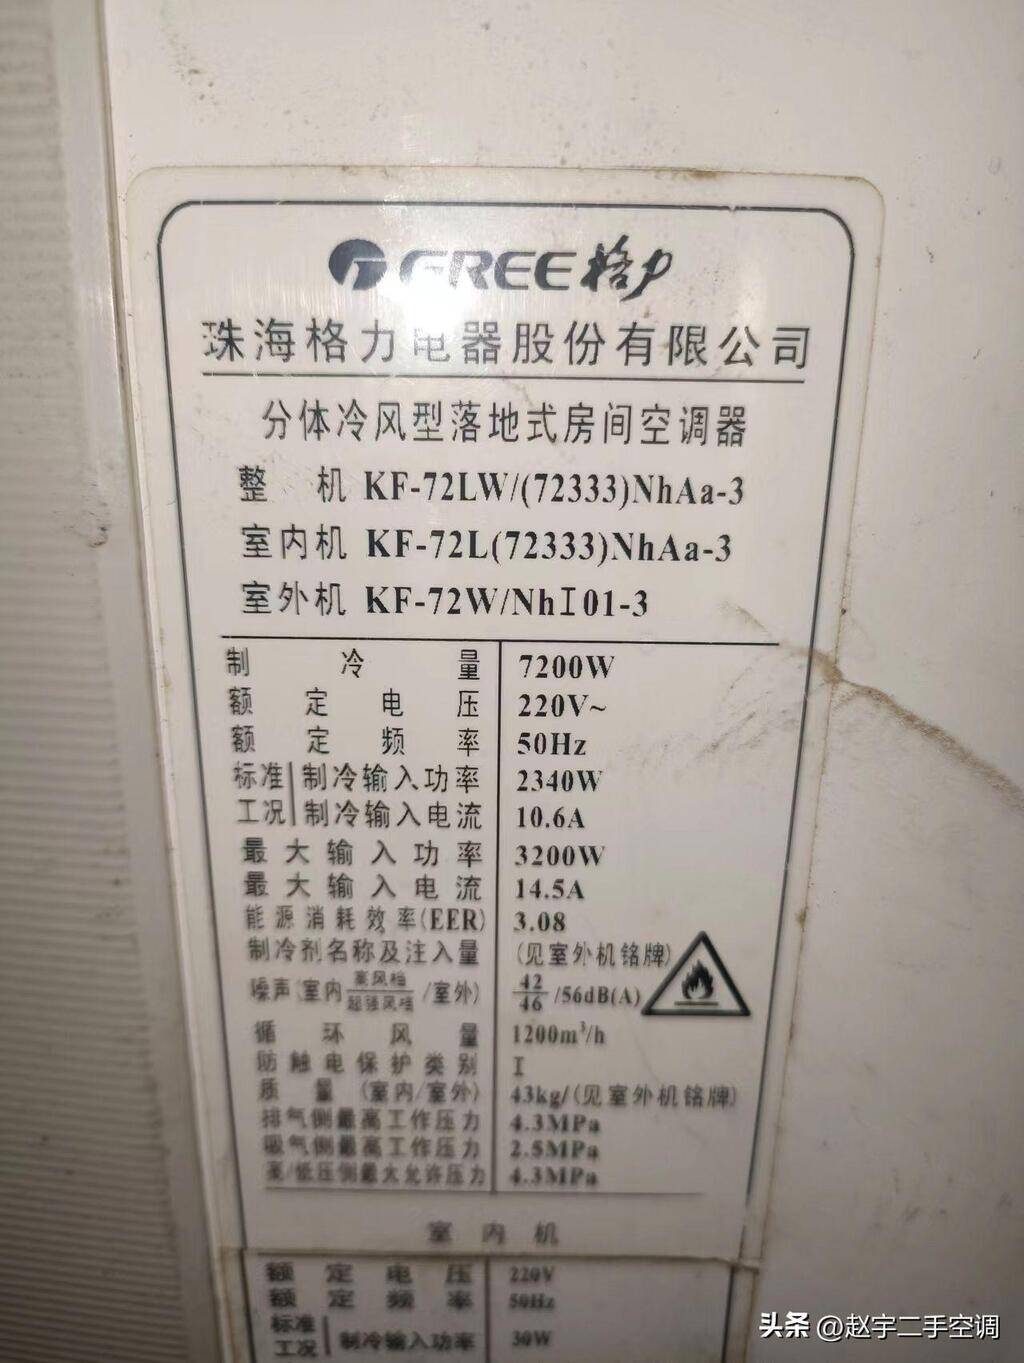 GREE格力
珠海格力电器股份有限公司
分体冷风型落地式房间空调器
整 机 KF-72LW/(72333)NhAa-3
室内机 KF-72L(72333)NhAa-3
室外机 KF-72W/NhI01-3
制冷量 7200W
额定电压 220V~
额定频率 50Hz
标准工况 制冷输入功率 2340W
制冷输入电流 10.6A
最大输入功率 3200W
最大输入电流 14.5A
能源消耗效率(EER) 3.08
制冷剂名称及注入量 (见室外机铭牌)
噪声(室内 高风档/超强风档 /室外) 42/46 /56dB(A)
循环风量 1200m³/h
防触电保护类别 I
质量(室内/室外) 43kg/(见室外机铭牌)
排气侧最高工作压力 4.3MPa
吸气侧最高工作压力 2.5MPa
高/低压侧最大允许压力 4.3MPa
室内机
额定电压 220V
额定频率 50Hz
标准工况 制冷输入功率 30W
头条 @赵宇二手空调